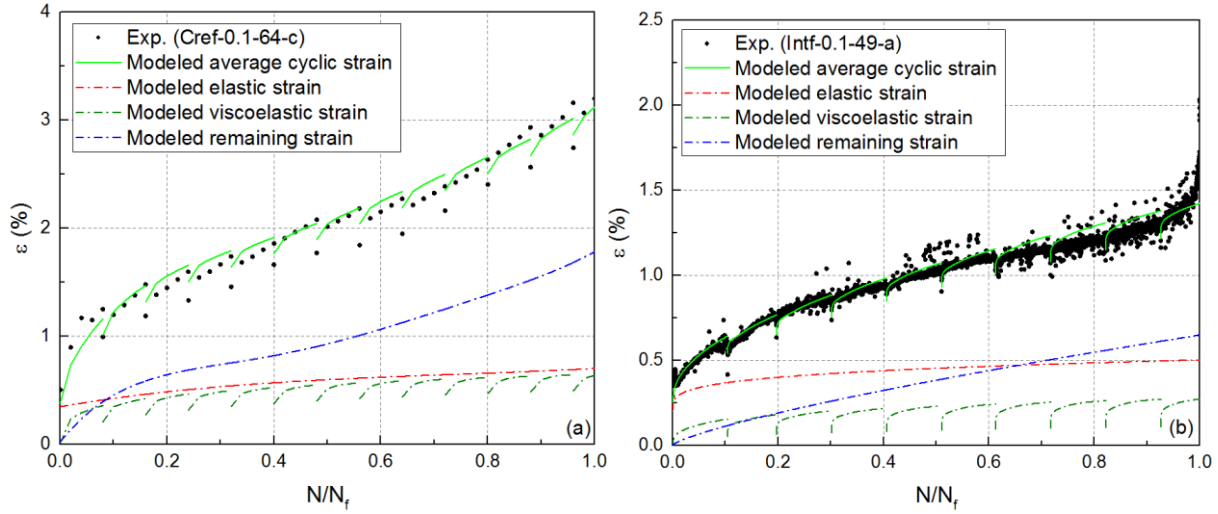 4
3
2
1
0
ε (%)
Exp. (Cref-0.1-64-c)
Modeled average cyclic strain
Modeled elastic strain
Modeled viscoelastic strain
Modeled remaining strain
(a)
0.0 0.2 0.4 0.6 0.8 1.0
N/Nf
2.5
2.0
1.5
1.0
0.5
0.0
ε (%)
Exp. (Intf-0.1-49-a)
Modeled average cyclic strain
Modeled elastic strain
Modeled viscoelastic strain
Modeled remaining strain
(b)
0.0 0.2 0.4 0.6 0.8 1.0
N/Nf